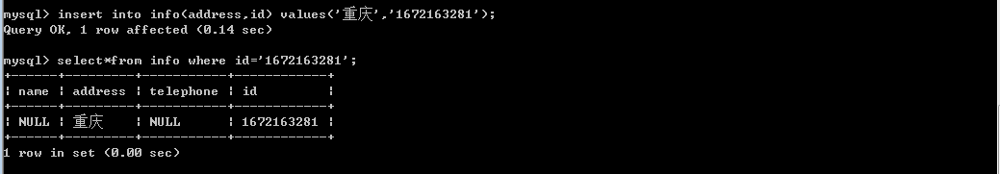 mysql> insert into info(address,id) values('重庆','1672163281');
Query OK, 1 row affected (0.14 sec)
mysql> select*from info where id='1672163281';
+------+---------+-----------+------------+
| name | address | telephone | id         |
+------+---------+-----------+------------+
| NULL | 重庆    | NULL      | 1672163281 |
+------+---------+-----------+------------+
1 row in set (0.00 sec)